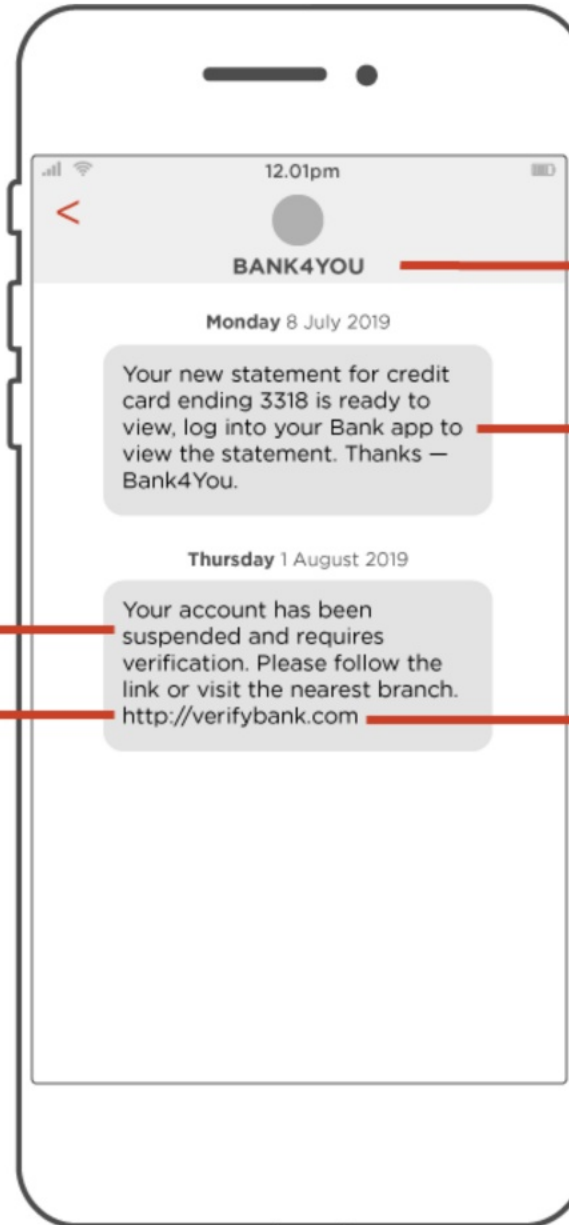 12.01pm
<
BANK4YOU
Monday 8 July 2019
Your new statement for credit
card ending 3318 is ready to
view, log into your Bank app to
view the statement. Thanks —
Bank4You.
Thursday 1 August 2019
Your account has been
suspended and requires
verification. Please follow the
link or visit the nearest branch.
http://verifybank.com